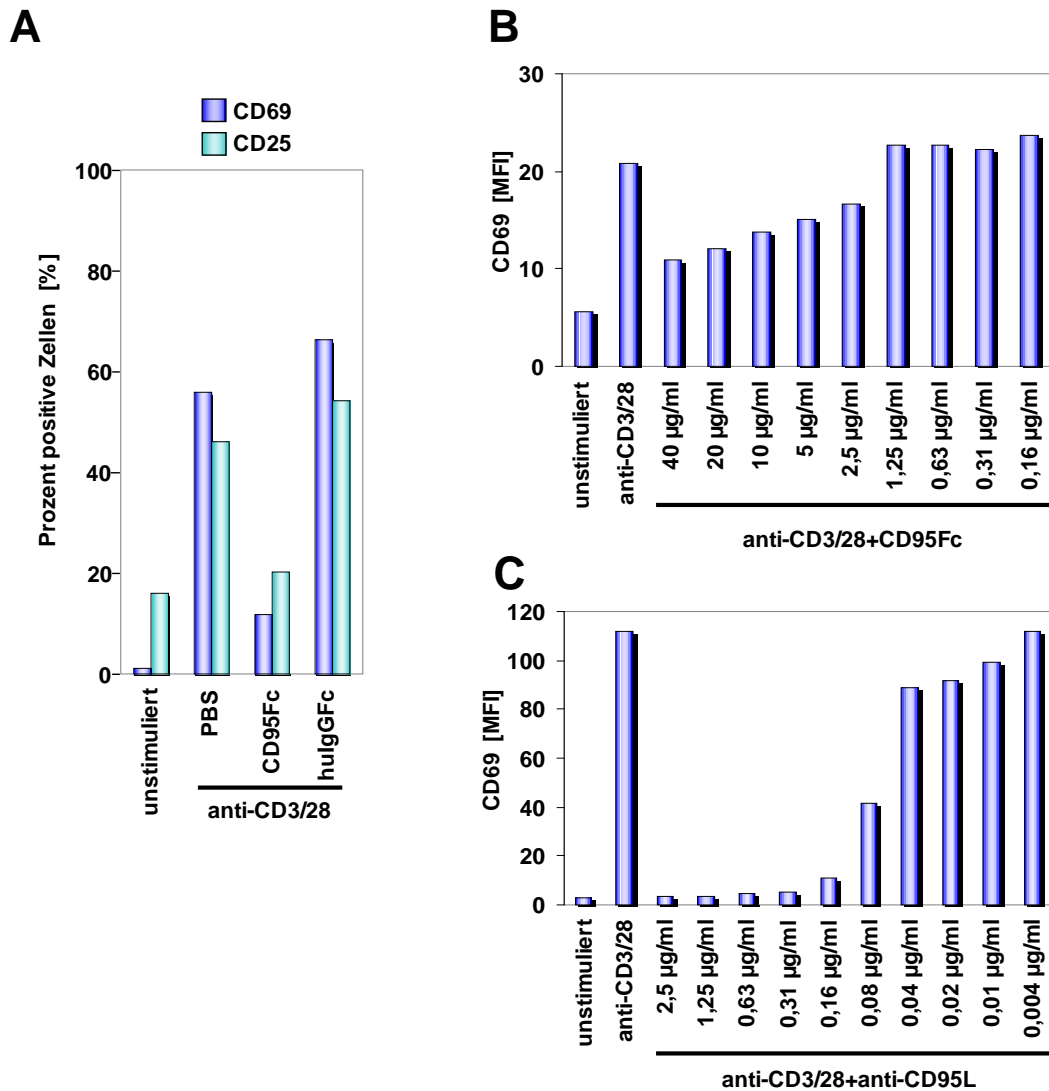 A
CD69
CD25
Prozent positive Zellen [%]
100
80
60
40
20
0
unstimuliert
PBS
CD95Fc
huIgGFc
anti-CD3/28
B
CD69 [MFI]
30
20
10
0
unstimuliert
anti-CD3/28
40 µg/ml
20 µg/ml
10 µg/ml
5 µg/ml
2,5 µg/ml
1,25 µg/ml
0,63 µg/ml
0,31 µg/ml
0,16 µg/ml
anti-CD3/28+CD95Fc
C
CD69 [MFI]
120
100
80
60
40
20
0
unstimuliert
anti-CD3/28
2,5 µg/ml
1,25 µg/ml
0,63 µg/ml
0,31 µg/ml
0,16 µg/ml
0,08 µg/ml
0,04 µg/ml
0,02 µg/ml
0,01 µg/ml
0,004 µg/ml
anti-CD3/28+anti-CD95L